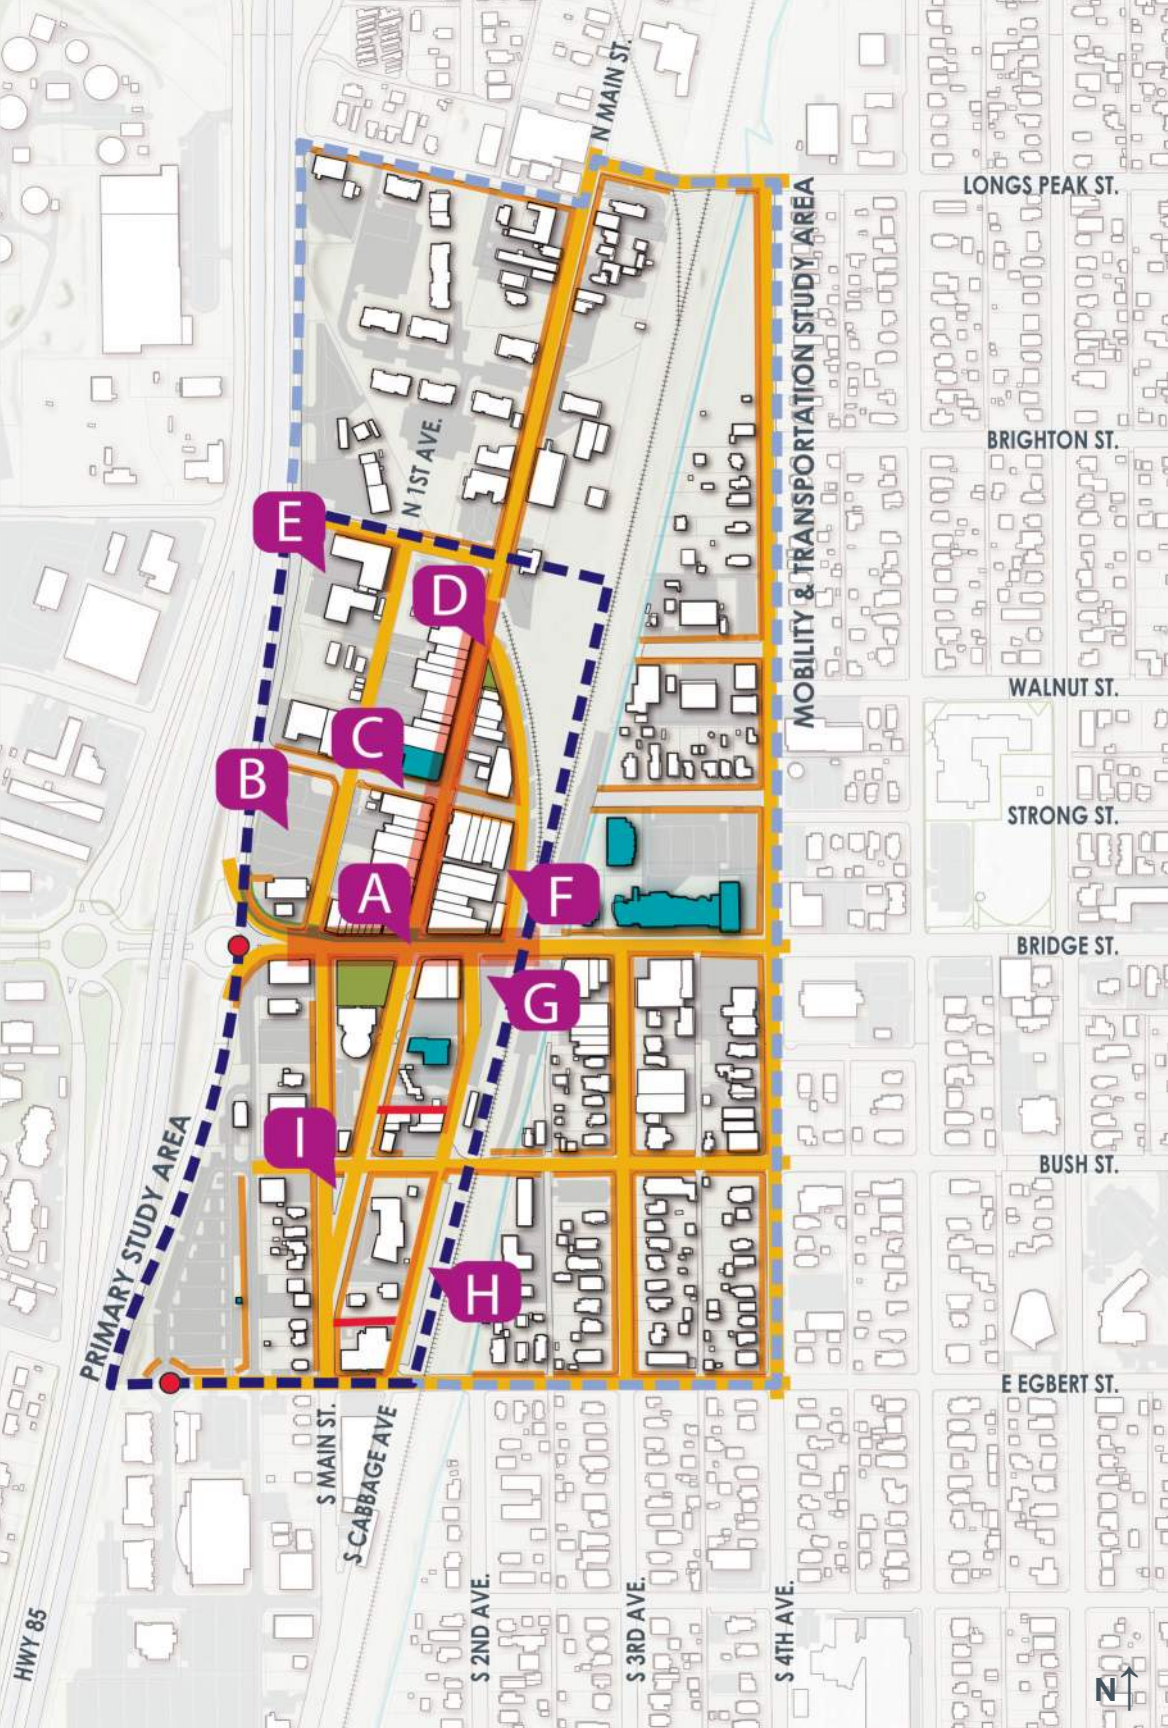 N MAIN ST.
LONGS PEAK ST.
MOBILITY & TRANSPORTATION STUDY AREA
BRIGHTON ST.
N 1ST AVE.
E
D
WALNUT ST.
C
B
STRONG ST.
A
F
BRIDGE ST.
G
I
BUSH ST.
PRIMARY STUDY AREA
H
E EGBERT ST.
S MAIN ST.
S CABBAGE AVE
S 2ND AVE.
S 3RD AVE.
S 4TH AVE.
HWY 85
N